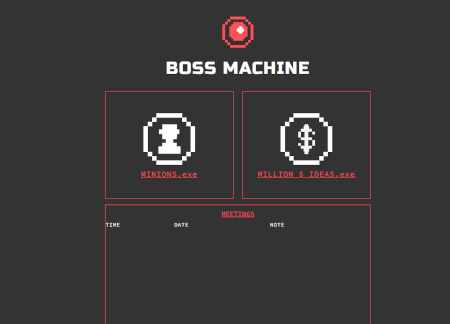 BOSS MACHINE
MINIONS.exe
MILLION $ IDEAS.exe
MEETINGS
TIME DATE NOTE